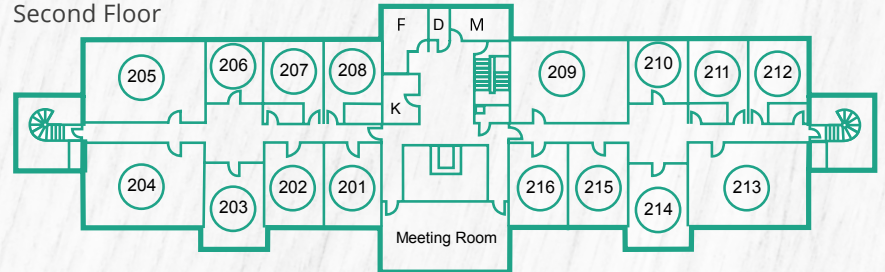 Second Floor
F D M
205 206 207 208 209 210 211 212
K
204 203 202 201 216 215 214 213
Meeting Room